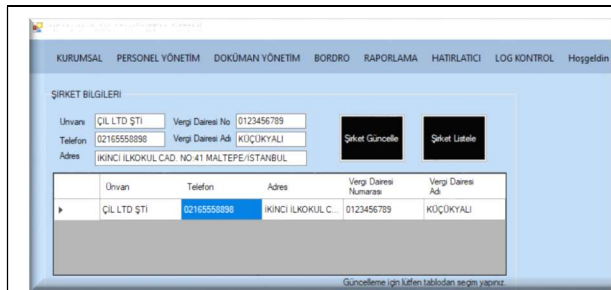 KURUMSAL PERSONEL YÖNETİM DOKÜMAN YÖNETİM BORDRO RAPORLAMA HATIRLATICI LOG KONTROL Hoşgeldin
ŞİRKET BİLGİLERİ
Unvanı ÇİL LTD ŞTİ Vergi Dairesi No 0123456789
Telefon 02165558898 Vergi Dairesi Adı KÜÇÜKYALI
Adres İKİNCİ İLKOKUL CAD. NO:41 MALTEPE/İSTANBUL
Şirket Güncelle Şirket Listele
Ünvan Telefon Adres Vergi Dairesi Numarası Vergi Dairesi Adı
ÇİL LTD ŞTİ 02165558898 İKİNCİ İLKOKUL C... 0123456789 KÜÇÜKYALI
Güncelleme için lütfen tablodan seçim yapınız.